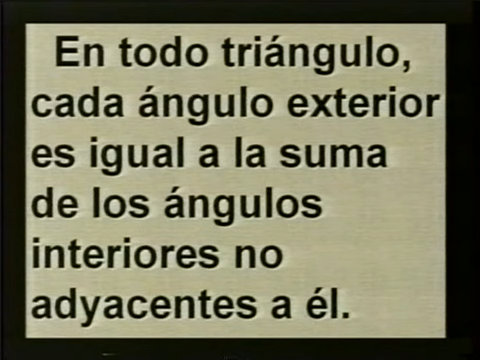 En todo triángulo,
cada ángulo exterior
es igual a la suma
de los ángulos
interiores no
adyacentes a él.